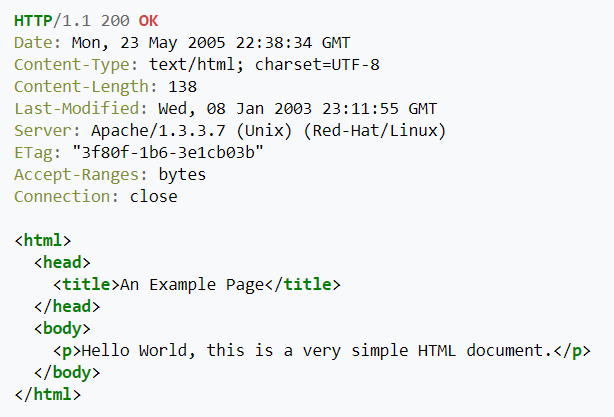 HTTP/1.1 200 OK
Date: Mon, 23 May 2005 22:38:34 GMT
Content-Type: text/html; charset=UTF-8
Content-Length: 138
Last-Modified: Wed, 08 Jan 2003 23:11:55 GMT
Server: Apache/1.3.3.7 (Unix) (Red-Hat/Linux)
ETag: "3f80f-1b6-3e1cb03b"
Accept-Ranges: bytes
Connection: close

<html>
  <head>
    <title>An Example Page</title>
  </head>
  <body>
    <p>Hello World, this is a very simple HTML document.</p>
  </body>
</html>